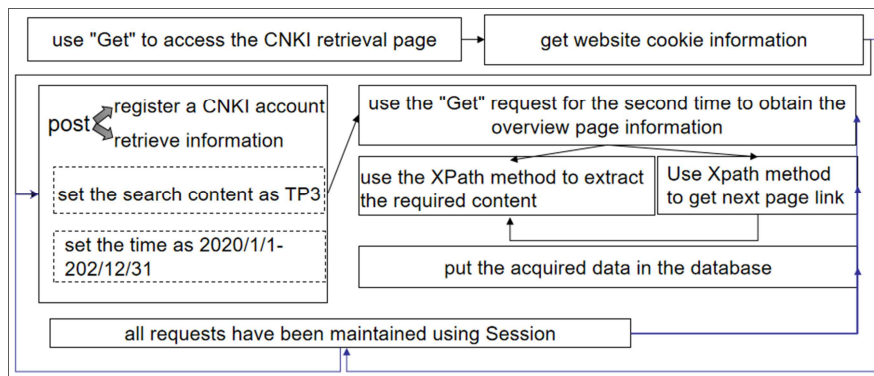 use "Get" to access the CNKI retrieval page
get website cookie information
post
register a CNKI account
retrieve information
set the search content as TP3
set the time as 2020/1/1-
202/12/31
use the "Get" request for the second time to obtain the
overview page information
use the XPath method to extract
the required content
Use Xpath method
to get next page link
put the acquired data in the database
all requests have been maintained using Session